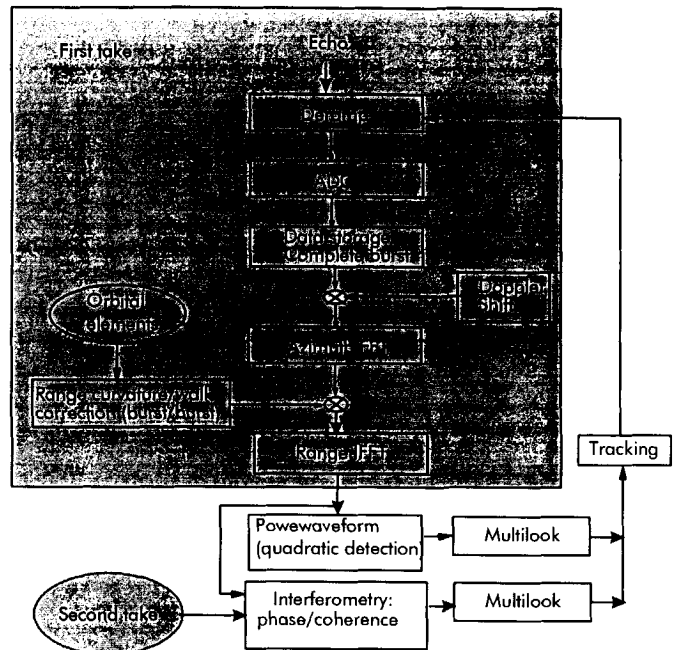 First take
Echo
Deramp
ADC
Data storage
Complete burst
Doppler
Shift
Orbital
elements
Azimuth FFT
Range curvature/walk
corrections (burst/burst)
Range IFFT
Tracking
Powewaveform
(quadratic detection
Multilook
Second take
Interferometry:
phase/coherence
Multilook